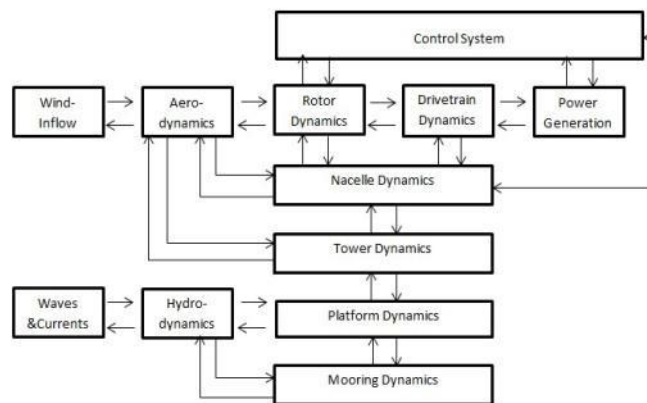 Control System
Wind-
Inflow
Aero-
dynamics
Rotor
Dynamics
Drivetrain
Dynamics
Power
Generation
Nacelle Dynamics
Tower Dynamics
Waves
&Currents
Hydro-
dynamics
Platform Dynamics
Mooring Dynamics